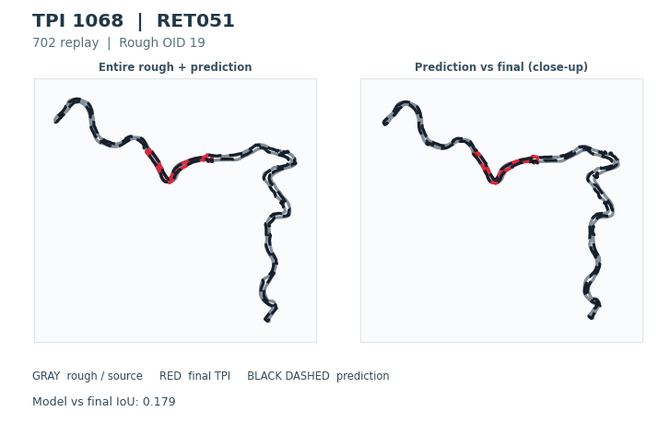 TPI 1068 | RET051
702 replay | Rough OID 19
Entire rough + prediction
Prediction vs final (close-up)
GRAY rough / source RED final TPI BLACK DASHED prediction
Model vs final IoU: 0.179